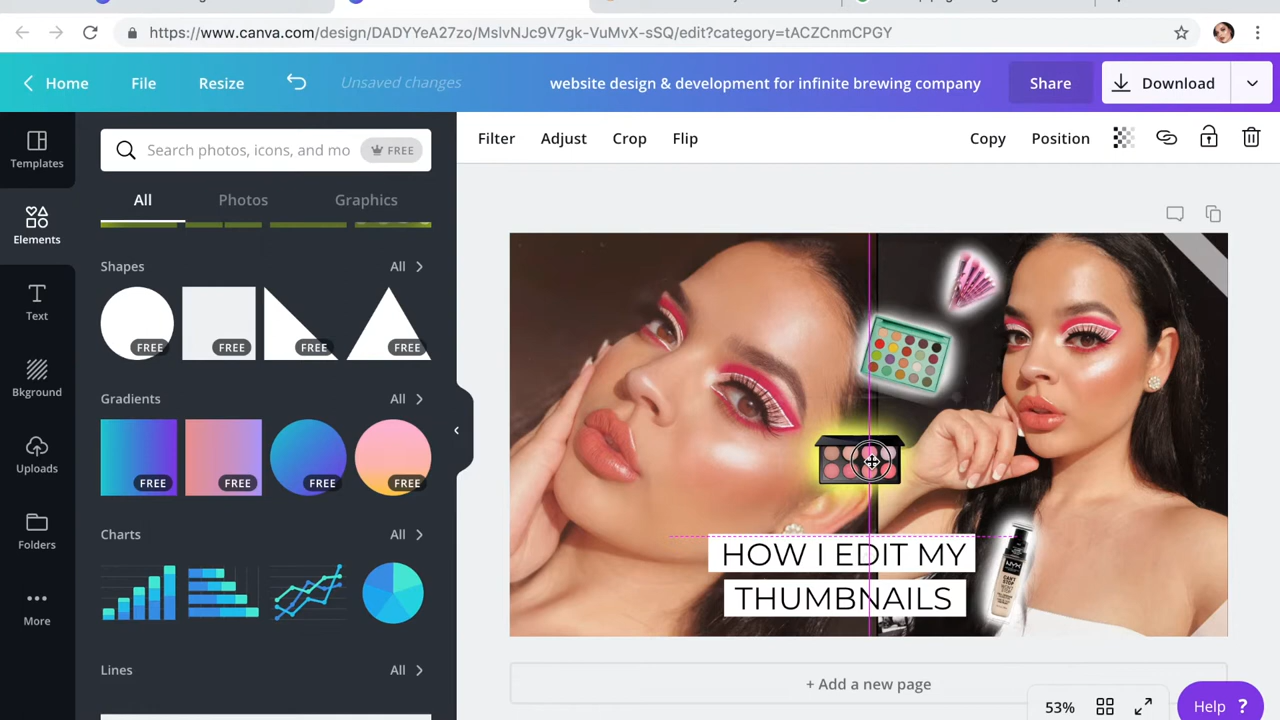 https://www.canva.com/design/DADYYeA27zo/MslvNJc9V7gk-VuMvX-sSQ/edit?category=tACZCnmCPGY
Home
File
Resize
Unsaved changes
website design & development for infinite brewing company
Share
Download
Templates
Elements
Text
Bkground
Uploads
Folders
More
Search photos, icons, and mo
FREE
All
Photos
Graphics
Shapes
All
FREE
FREE
FREE
FREE
Gradients
All
FREE
FREE
FREE
FREE
Charts
All
Lines
All
Filter
Adjust
Crop
Flip
Copy
Position
HOW I EDIT MY
THUMBNAILS
NYX
CAN'T
STOP
+ Add a new page
53%
Help ?